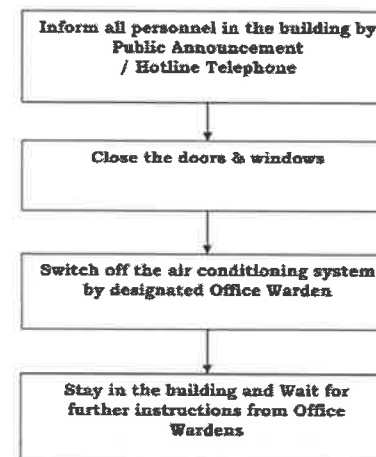 Inform all personnel in the building by
Public Announcement
/ Hotline Telephone
Close the doors & windows
Switch off the air conditioning system
by designated Office Warden
Stay in the building and Wait for
further instructions from Office
Wardens